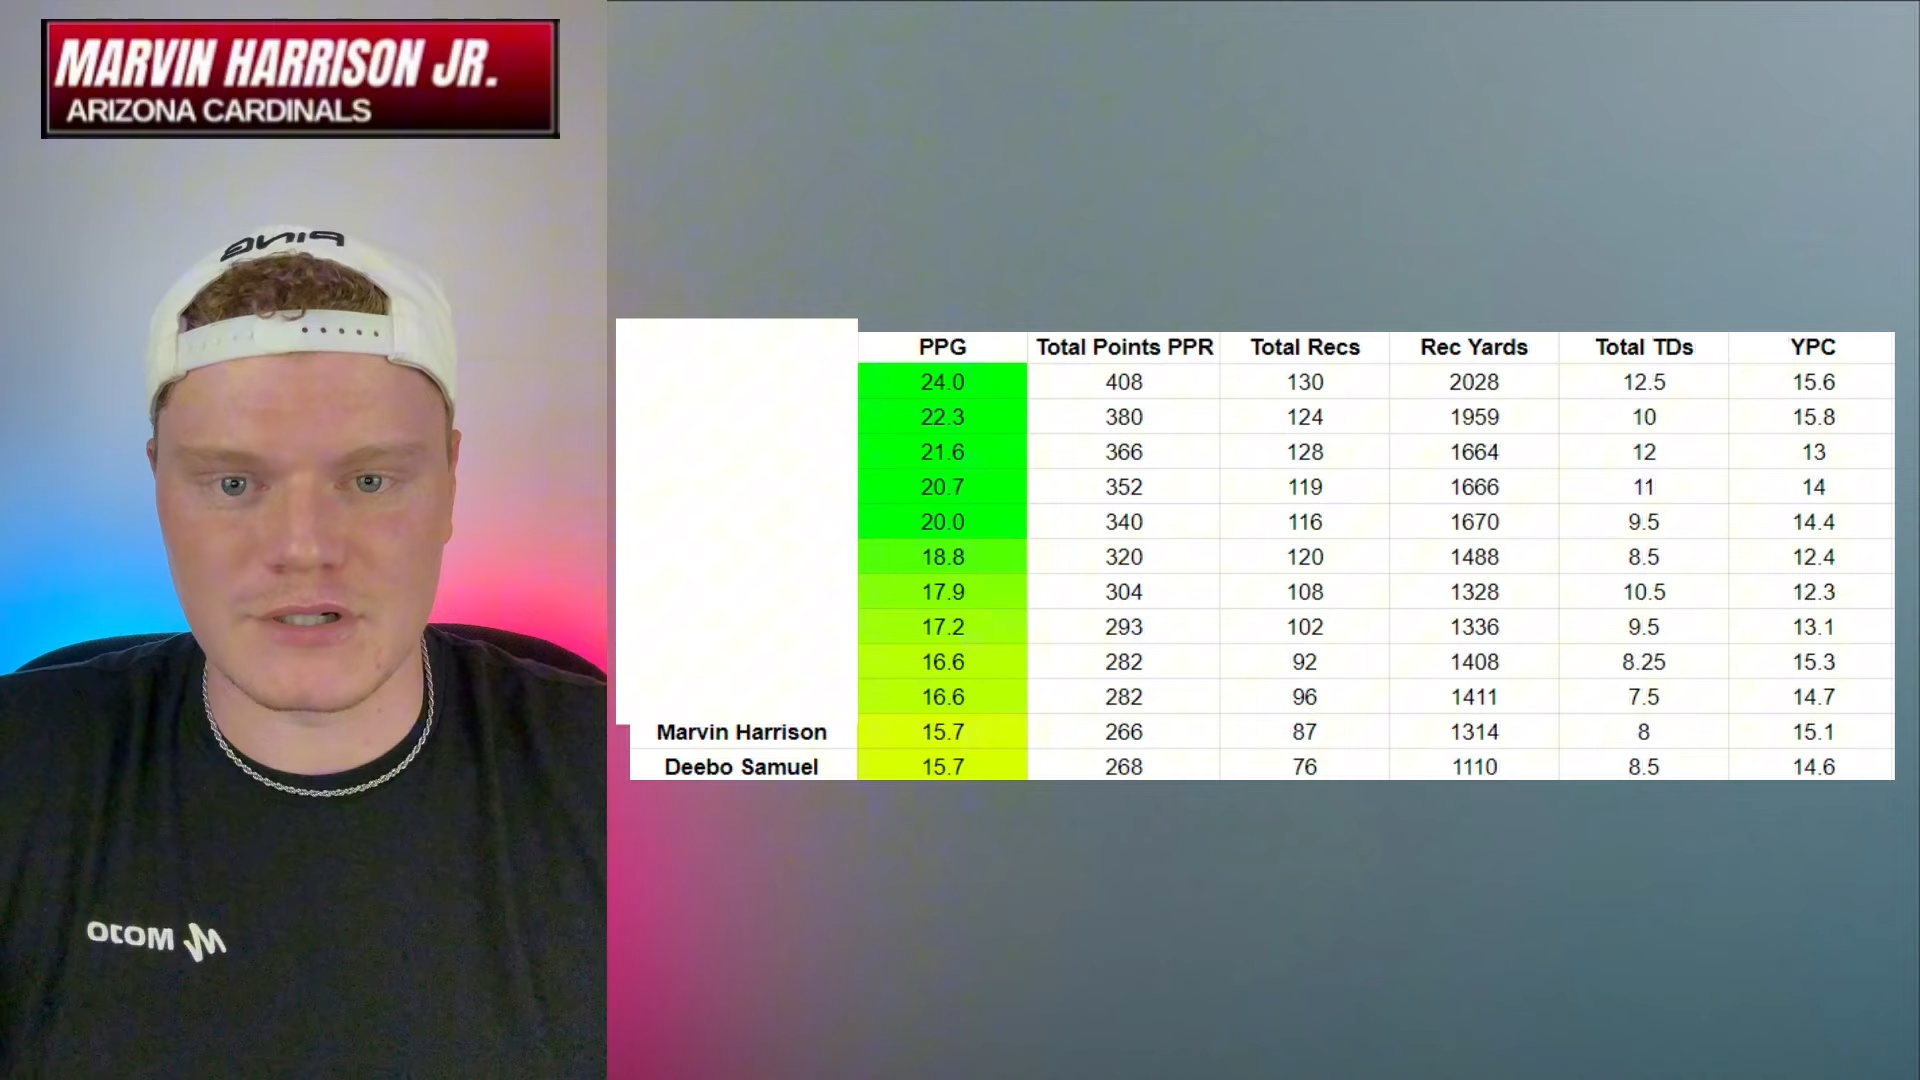 MARVIN HARRISON JR.
ARIZONA CARDINALS
PING
MOJO
PPG Total Points PPR Total Recs Rec Yards Total TDs YPC
24.0 408 130 2028 12.5 15.6
22.3 380 124 1959 10 15.8
21.6 366 128 1664 12 13
20.7 352 119 1666 11 14
20.0 340 116 1670 9.5 14.4
18.8 320 120 1488 8.5 12.4
17.9 304 108 1328 10.5 12.3
17.2 293 102 1336 9.5 13.1
16.6 282 92 1408 8.25 15.3
16.6 282 96 1411 7.5 14.7
Marvin Harrison 15.7 266 87 1314 8 15.1
Deebo Samuel 15.7 268 76 1110 8.5 14.6